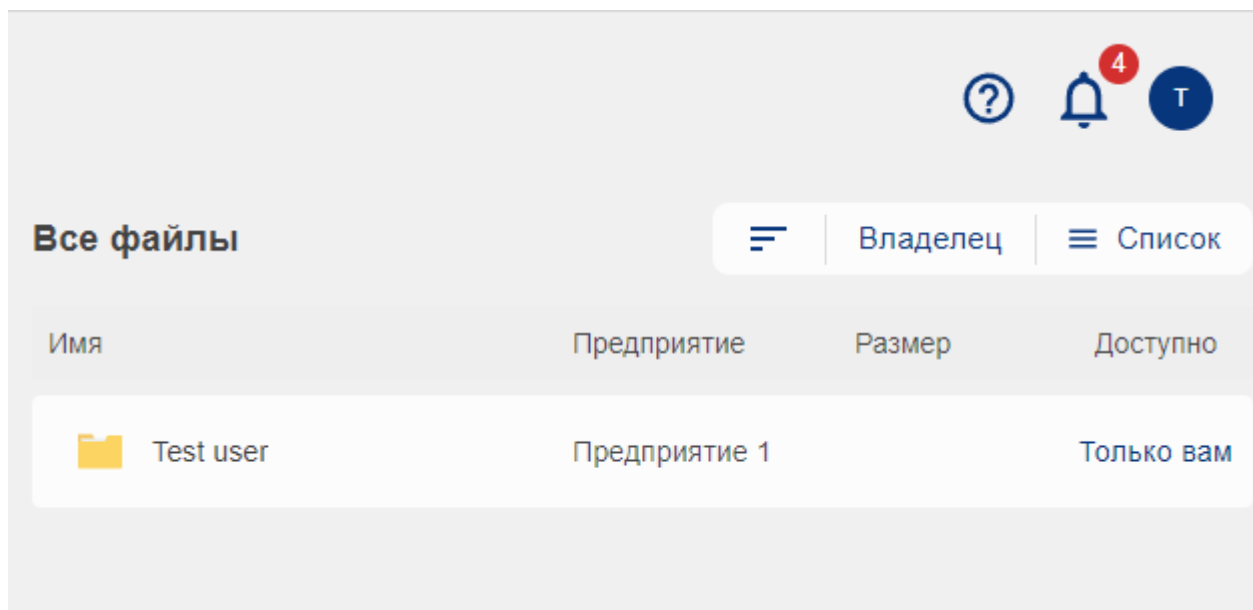 4
? T
Все файлы Владелец Список
Имя Предприятие Размер Доступно
Test user Предприятие 1 Только вам